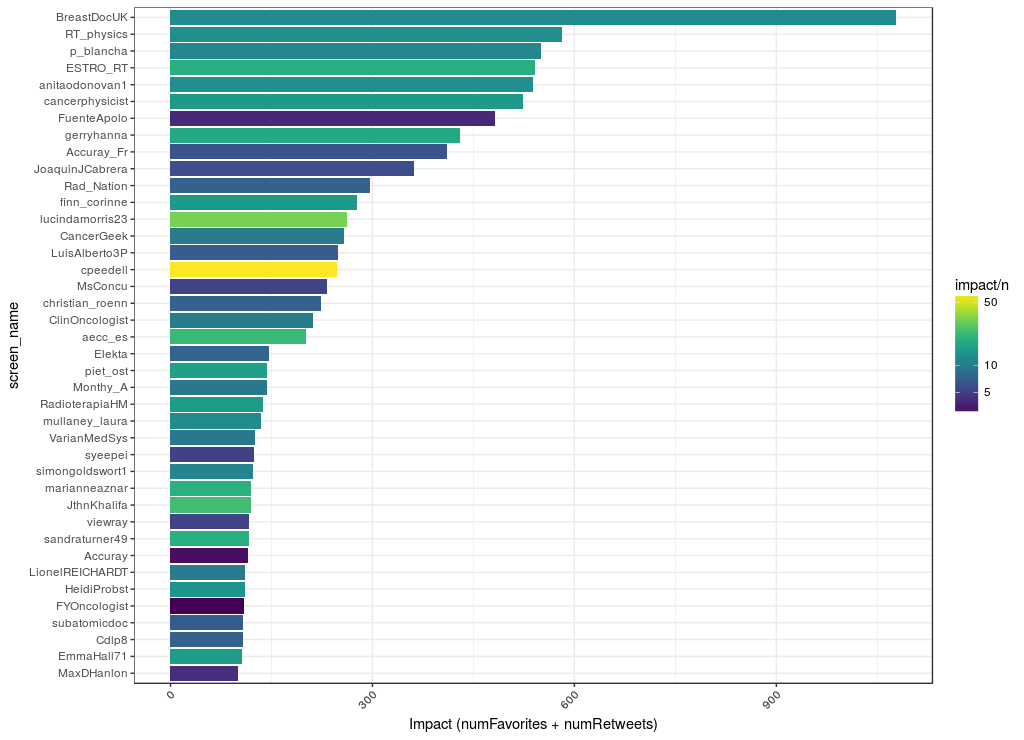 BreastDocUK
RT_physics
p_blancha
ESTRO_RT
anitaodonovan1
cancerphysicist
FuenteApolo
gerryhanna
Accuray_Fr
JoaquinJCabrera
Rad_Nation
finn_corinne
lucindamorris23
CancerGeek
LuisAlberto3P
cpeedell
MsConcu
christian_roenn
ClinOncologist
aecc_es
Elekta
piet_ost
Monthy_A
RadioterapiaHM
mullaney_laura
VarianMedSys
syeepei
simongoldswort1
marianneaznar
JthnKhalifa
viewray
sandraturner49
Accuray
LionelREICHARDT
HeidiProbst
FYOncologist
subatomicdoc
Cdlp8
EmmaHall71
MaxDHanlon
screen_name
0
300
600
900
Impact (numFavorites + numRetweets)
impact/n
50
10
5